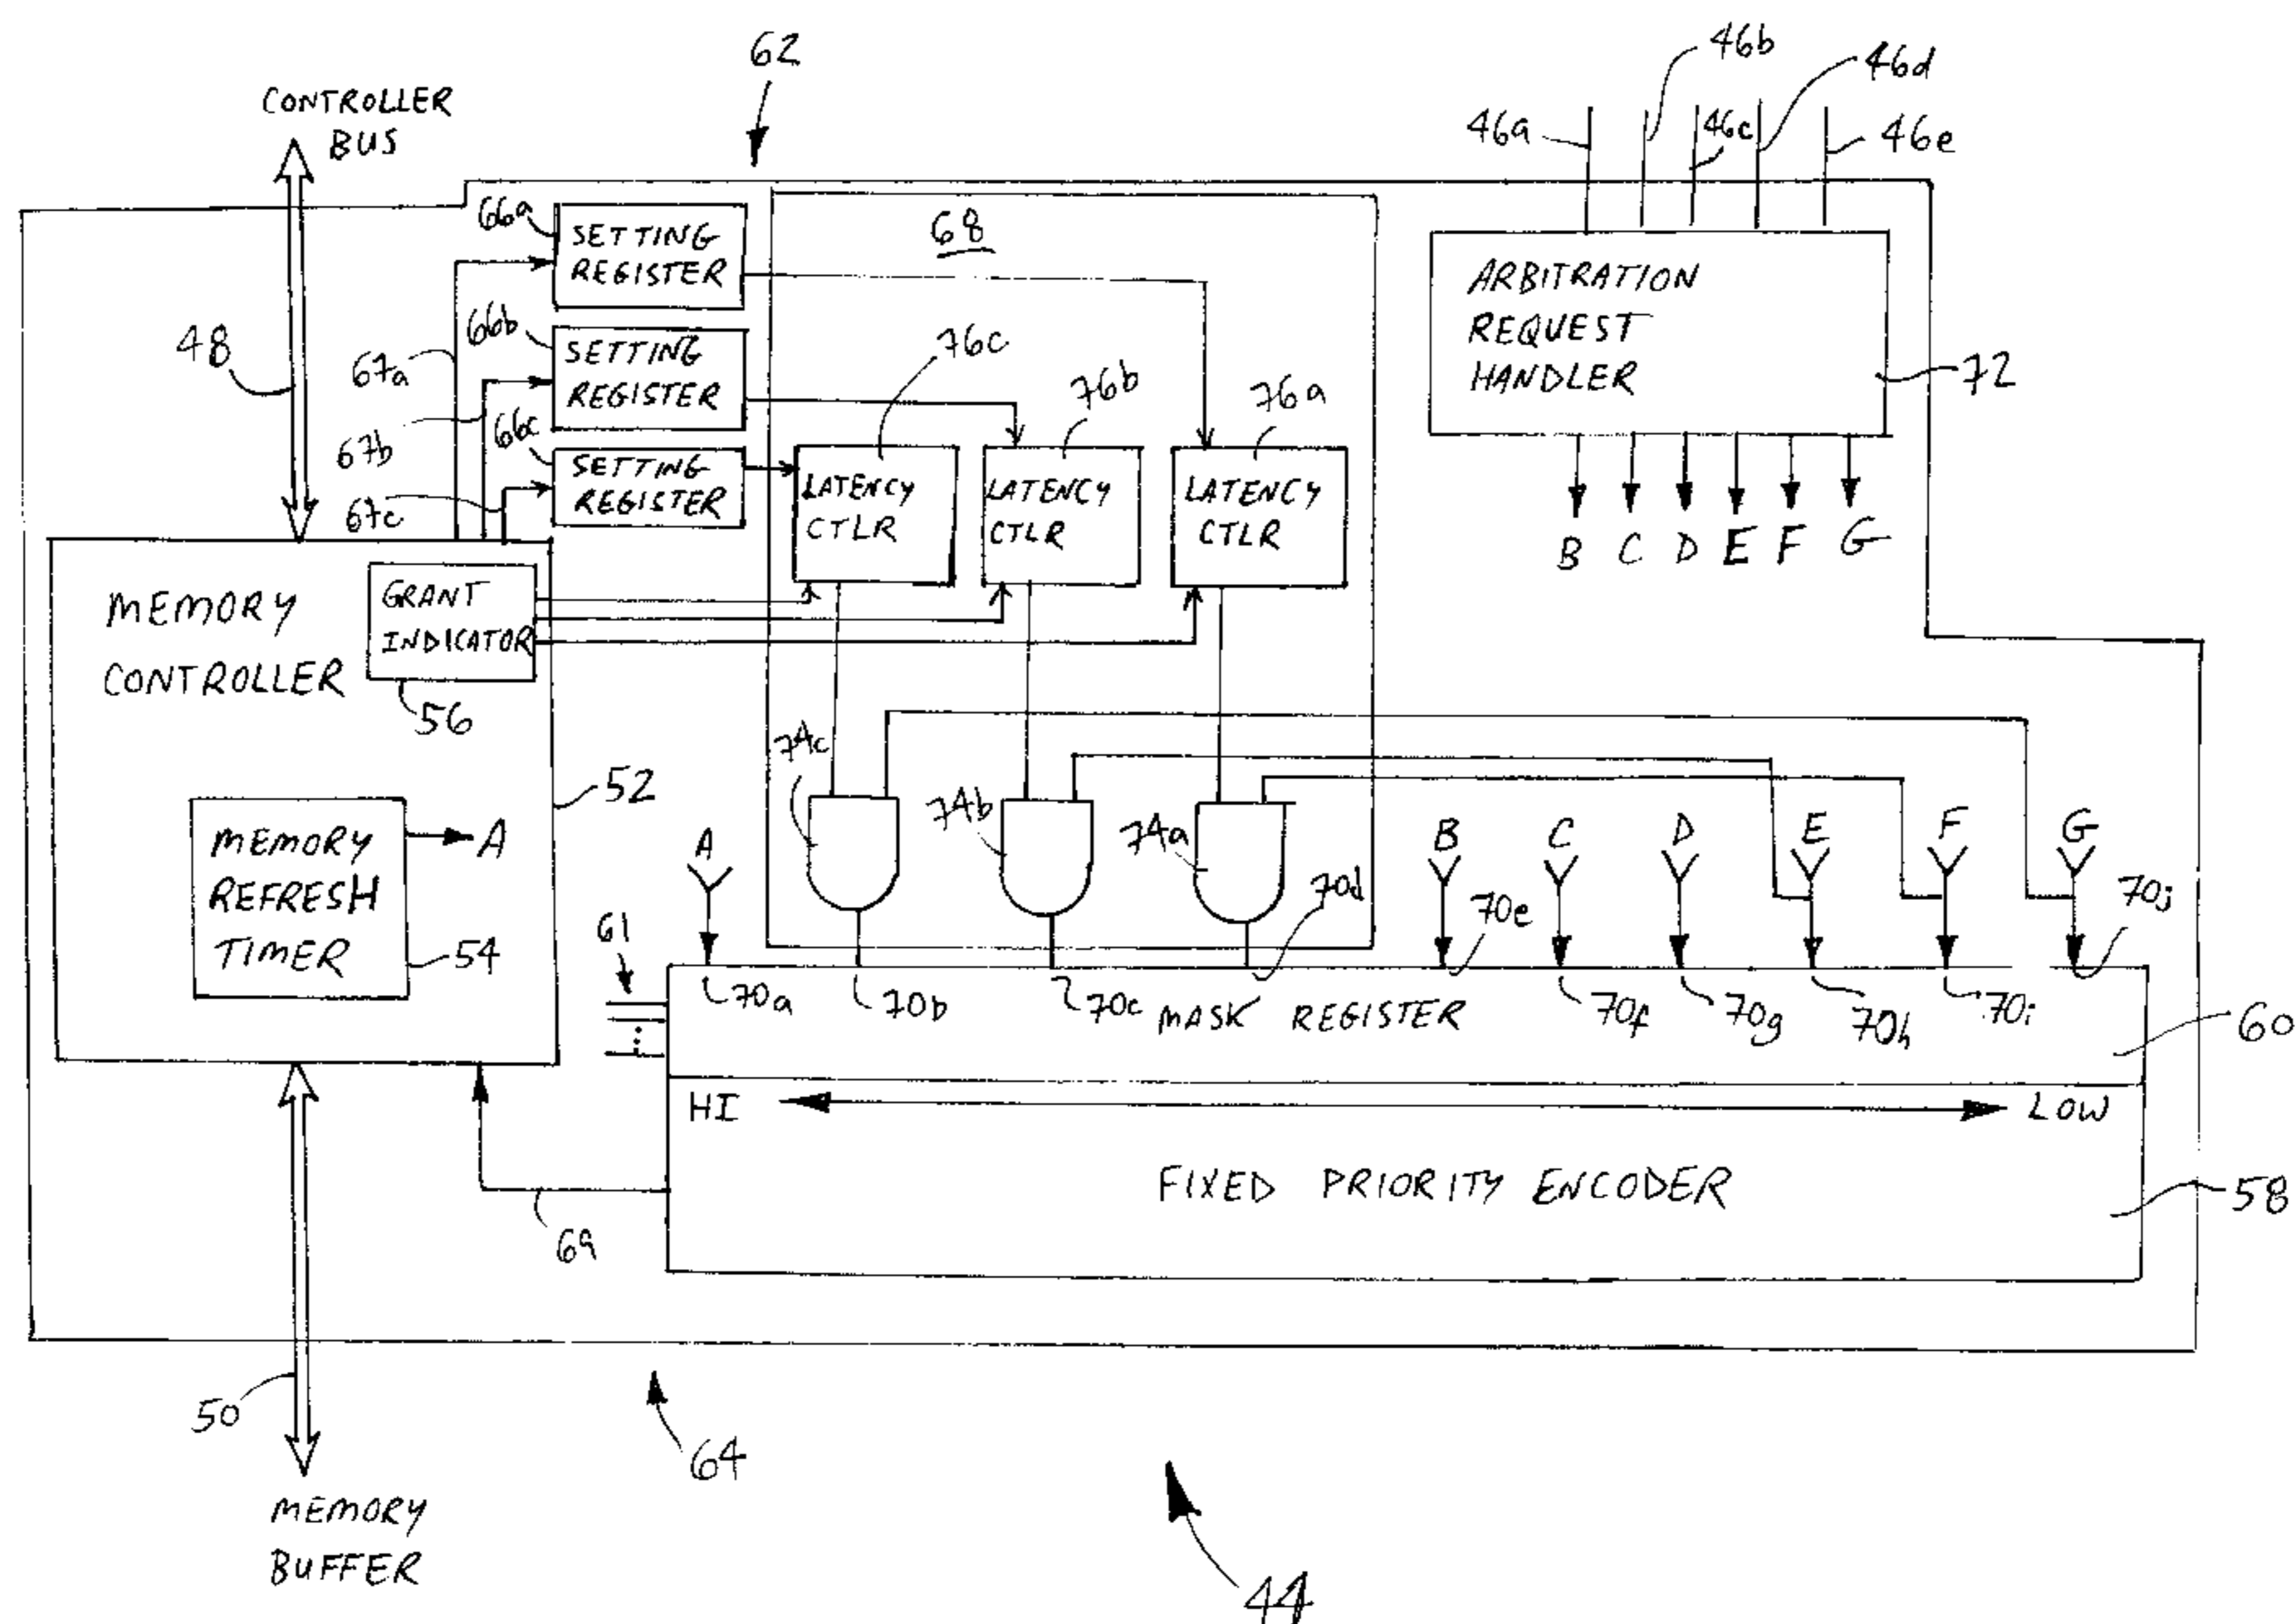 62
46b
46d
46a
46c
46e
CONTROLLER
BUS
66a
SETTING
REGISTER
68
ARBITRATION
REQUEST
HANDLER
72
48
67a
66b
SETTING
REGISTER
76c
76b
76a
67b
66c
SETTING
REGISTER
67c
LATENCY
CTLR
LATENCY
CTLR
LATENCY
CTLR
B C D E F G
MEMORY
CONTROLLER
GRANT
INDICATOR
56
74c
74b
74a
52
MEMORY
REFRESH
TIMER
A
54
A
B
C
D
E
F
G
61
70a
70b
70c
70d
70e
70f
70g
70h
70i
70j
MASK REGISTER
60
HI
LOW
FIXED PRIORITY ENCODER
58
69
50
64
MEMORY
BUFFER
44